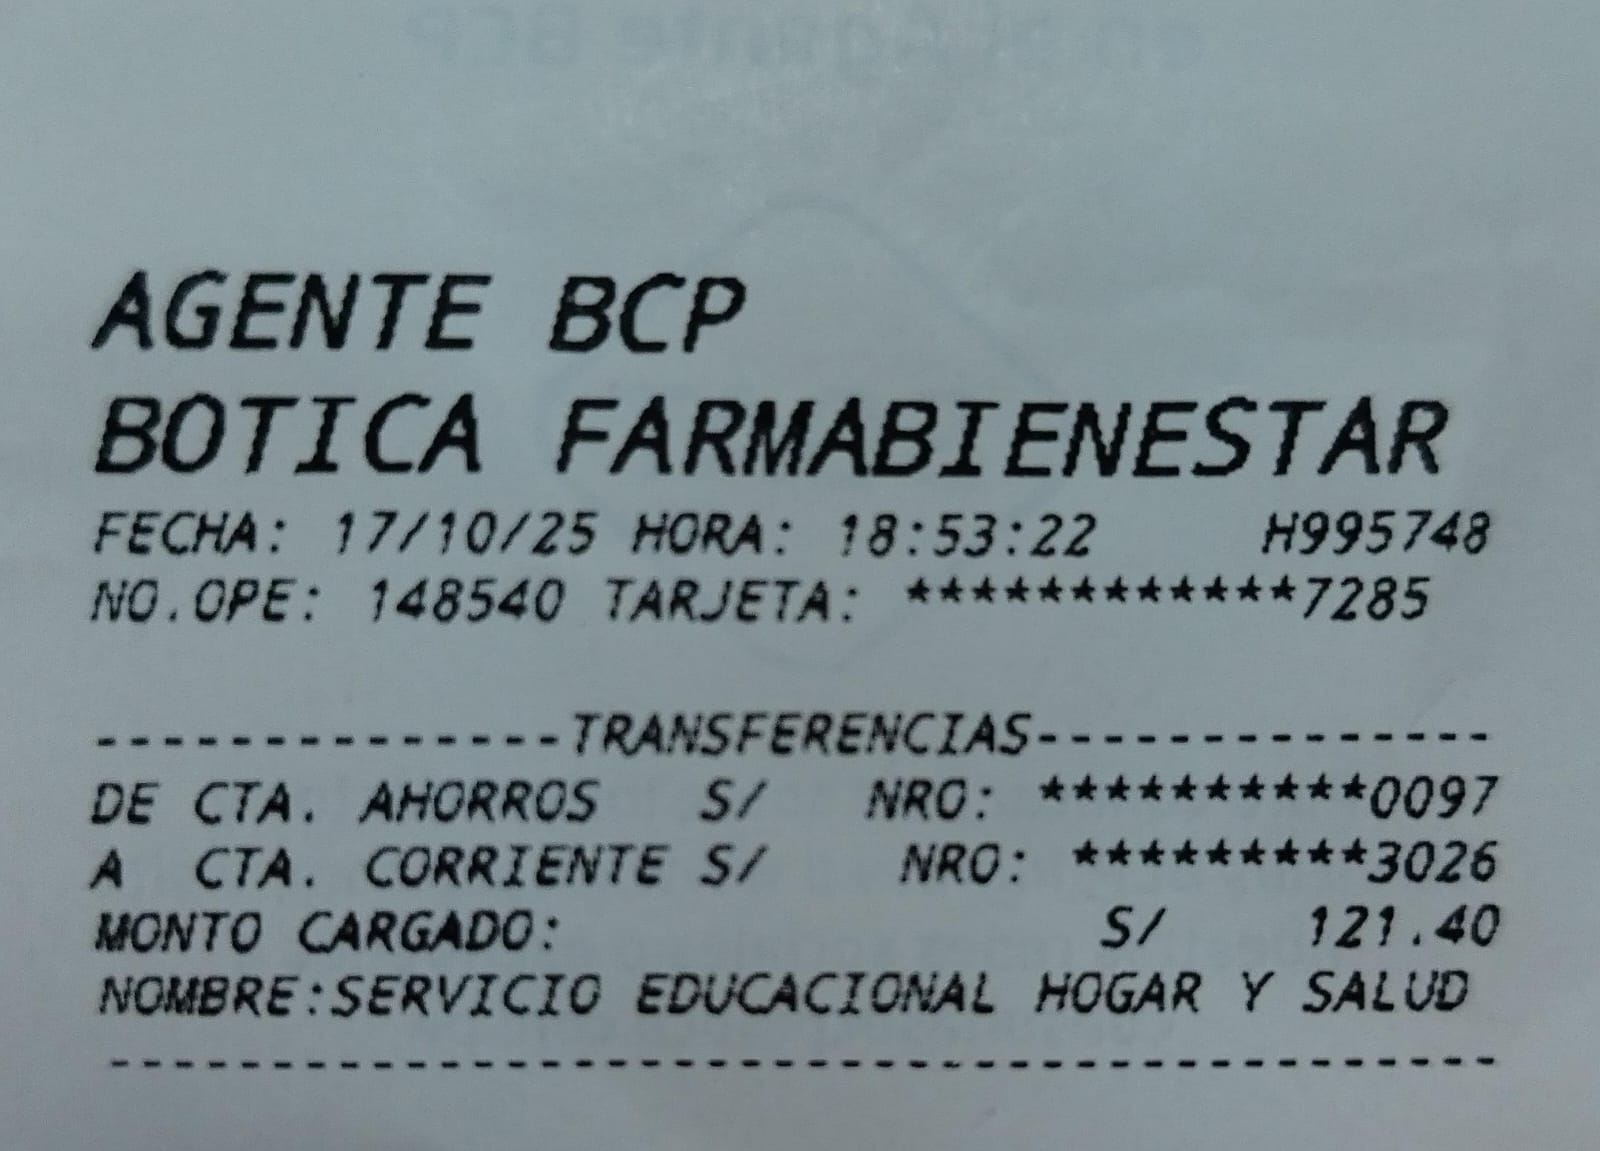 AGENTE BCP
BOTICA FARMABIENESTAR
FECHA: 17/10/25 HORA: 18:53:22 H995748
NO.OPE: 148540 TARJETA: ************7285
--------------TRANSFERENCIAS--------------
DE CTA. AHORROS S/ NRO: **********0097
A CTA. CORRIENTE S/ NRO: *********3026
MONTO CARGADO: S/ 121.40
NOMBRE:SERVICIO EDUCACIONAL HOGAR Y SALUD
------------------------------------------